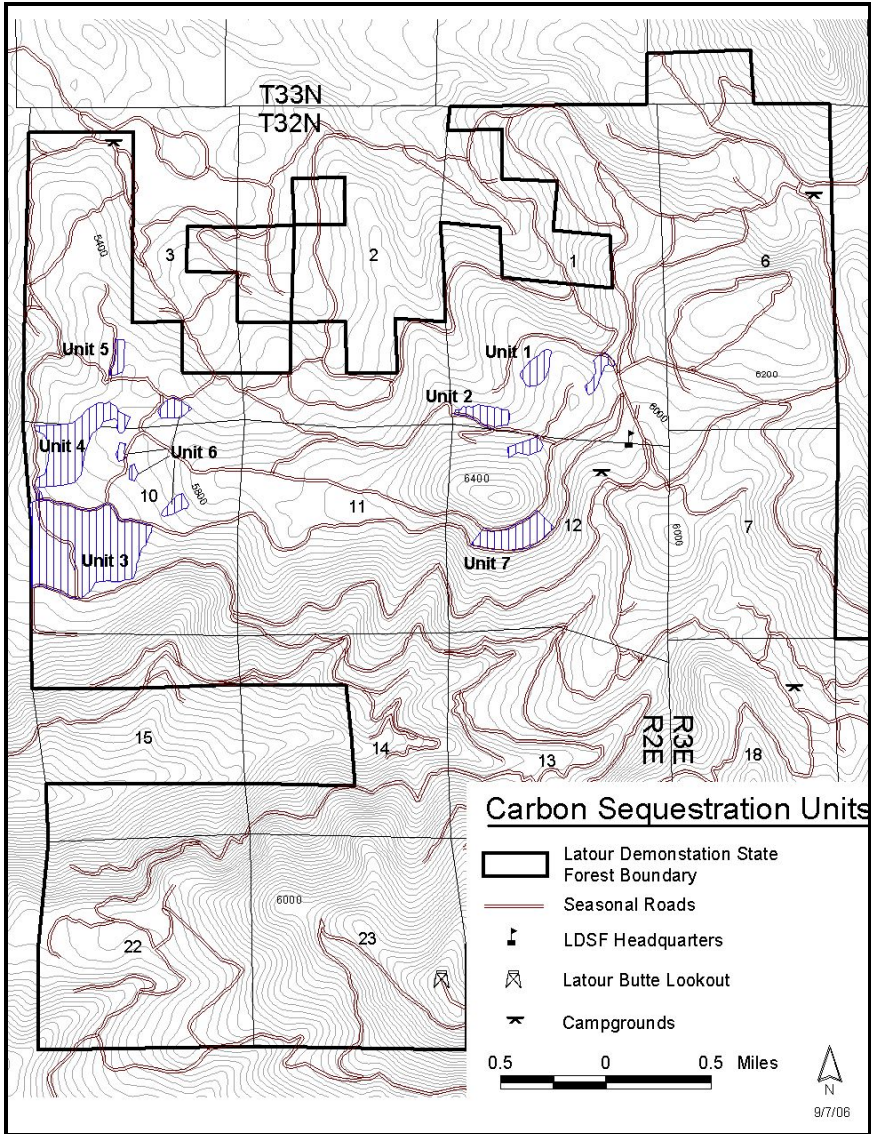 T33N
T32N
5400
3
2
1
6
Unit 5
Unit 1
6200
Unit 2
6000
Unit 4
Unit 6
6400
10
5800
11
12
7
6000
Unit 3
Unit 7
15
14
13
R2E
R3E
18
Carbon Sequestration Units
Latour Demonstation State
Forest Boundary
Seasonal Roads
6000
22
23
LDSF Headquarters
Latour Butte Lookout
Campgrounds
0.5 0 0.5 Miles
N
9/7/06